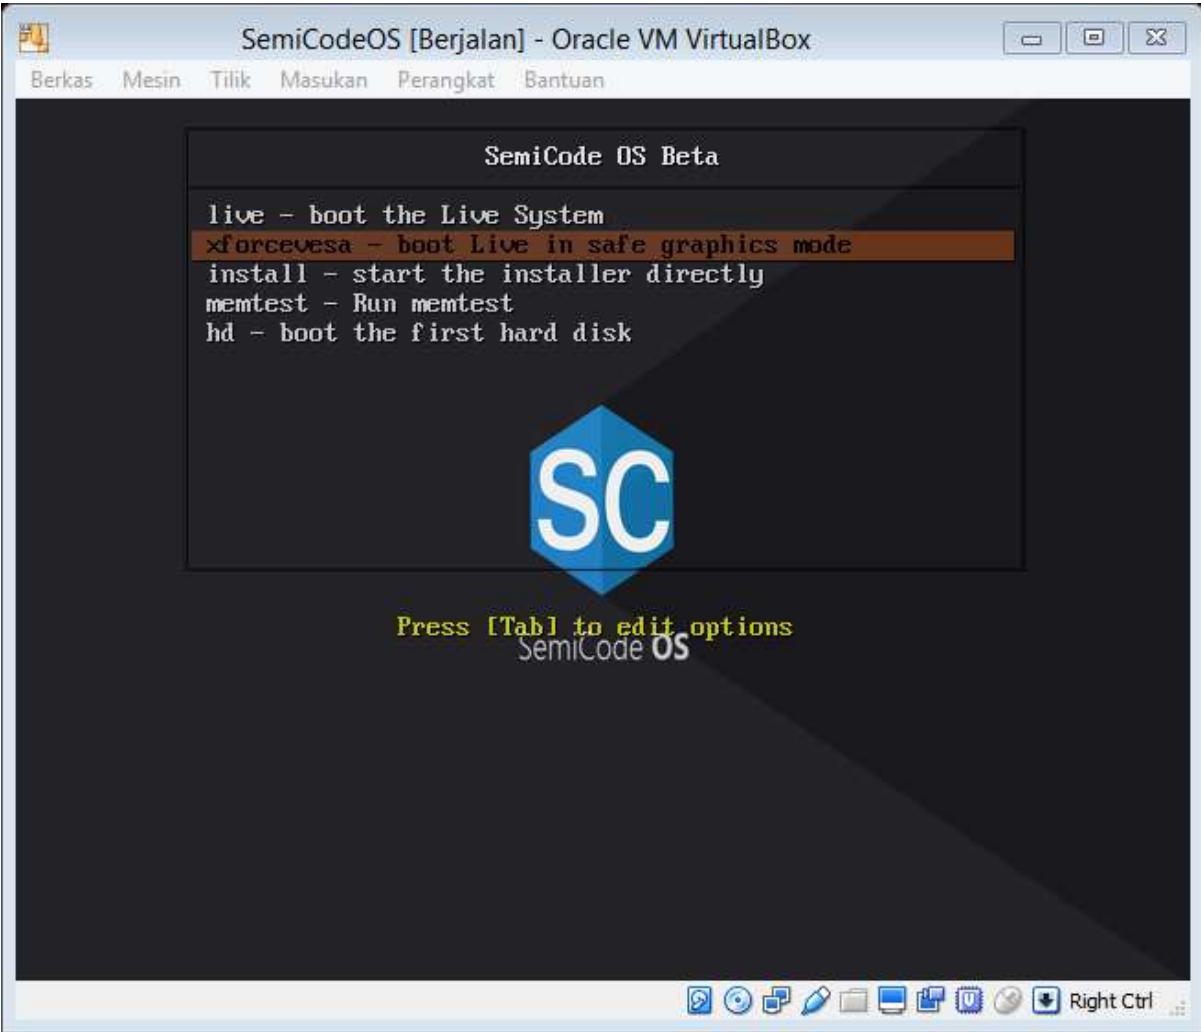 SemiCodeOS [Berjalan] - Oracle VM VirtualBox
Berkas Mesin Tilik Masukan Perangkat Bantuan
SemiCode OS Beta
live - boot the Live System
xforcevesa - boot Live in safe graphics mode
install - start the installer directly
memtest - Run memtest
hd - boot the first hard disk
SC
Press [Tab] to edit options
SemiCode OS
Right Ctrl